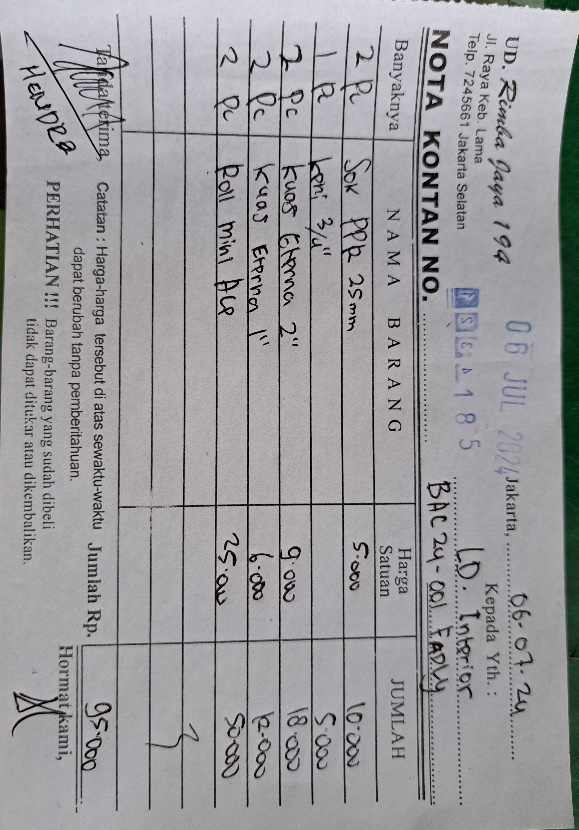 UD. Rimba Jaya 194
Jl. Raya Keb. Lama
Telp. 7245661 Jakarta Selatan
06 JUL 2024
Jakarta, 06-07-24
Kepada Yth. :
LD. Interior
BAC 24-001 FADLY
NOTA KONTAN NO. 185
Banyaknya NAMA BARANG Harga Satuan JUMLAH
2 Pc Sok PPR 25mm 5.000 10.000
1 Pc 3/4" 5.000
2 Pc Kuas Eterna 2" 9.000 18.000
2 Pc Kuas Eterna 1" 6.000 12.000
2 Pc Roll mini Ace 25.000 50.000
Tanda terima, Catatan : Harga-harga tersebut di atas sewaktu-waktu Jumlah Rp. 95.000
dapat berubah tanpa pemberitahuan.
HENDRA
PERHATIAN !!! Barang-barang yang sudah dibeli
tidak dapat ditukar atau dikembalikan.
Hormat kami,